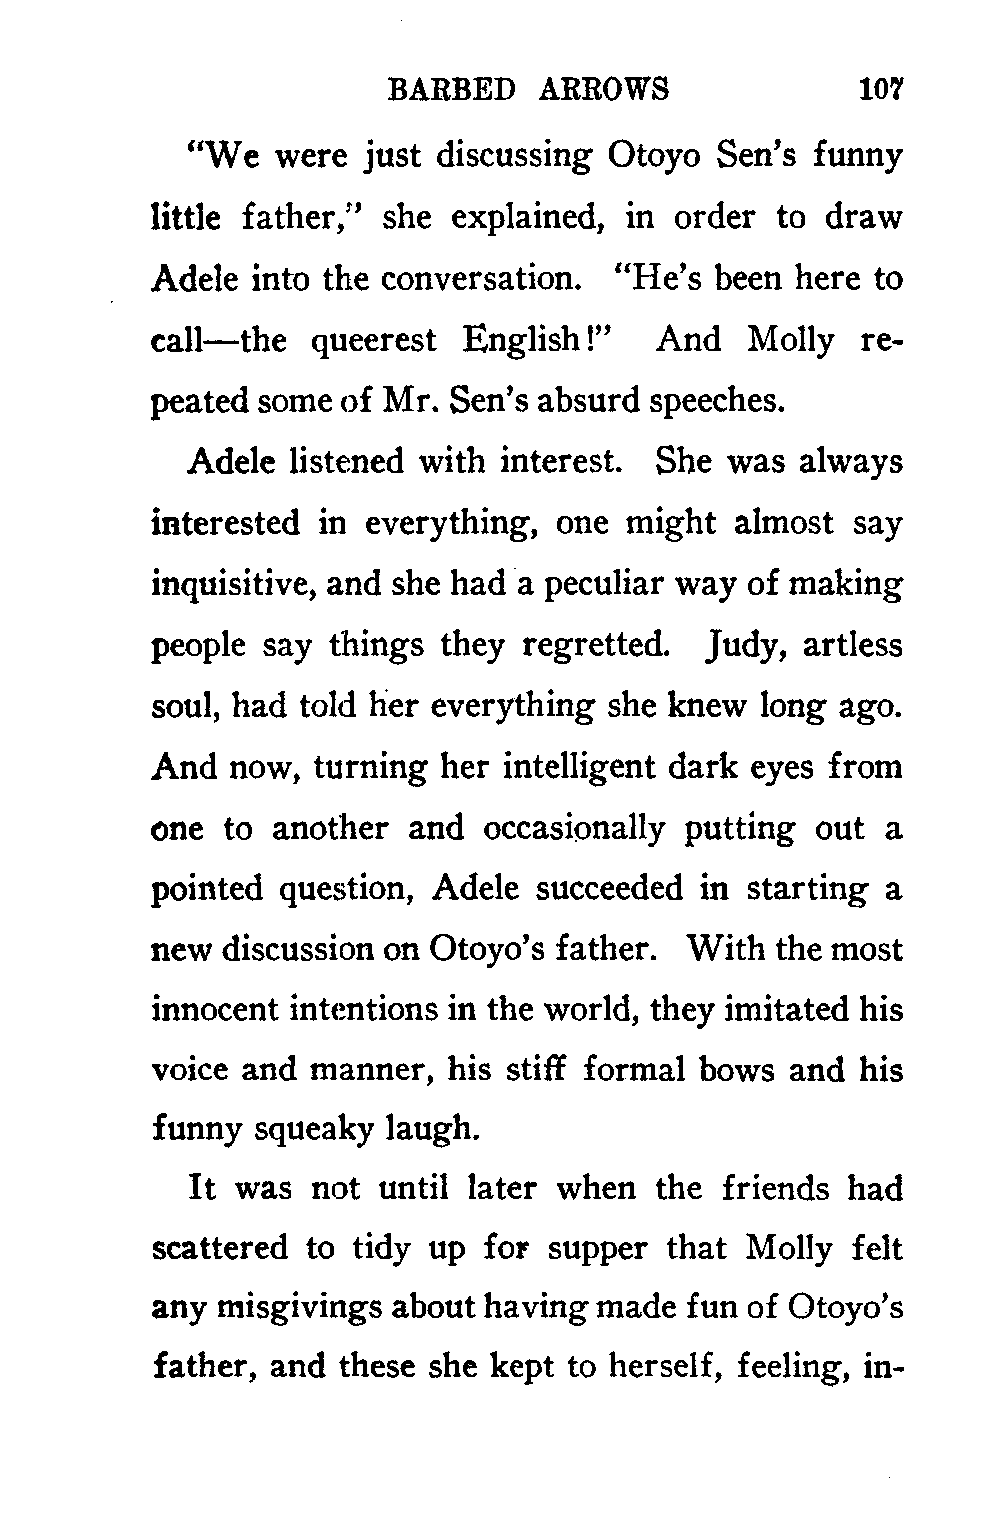 BARBED ARROWS 107
"We were just discussing Otoyo Sen's funny
little father," she explained, in order to draw
Adele into the conversation. "He's been here to
call—the queerest English!" And Molly re-
peated some of Mr. Sen's absurd speeches.
Adele listened with interest. She was always
interested in everything, one might almost say
inquisitive, and she had a peculiar way of making
people say things they regretted. Judy, artless
soul, had told her everything she knew long ago.
And now, turning her intelligent dark eyes from
one to another and occasionally putting out a
pointed question, Adele succeeded in starting a
new discussion on Otoyo's father. With the most
innocent intentions in the world, they imitated his
voice and manner, his stiff formal bows and his
funny squeaky laugh.
It was not until later when the friends had
scattered to tidy up for supper that Molly felt
any misgivings about having made fun of Otoyo's
father, and these she kept to herself, feeling, in-